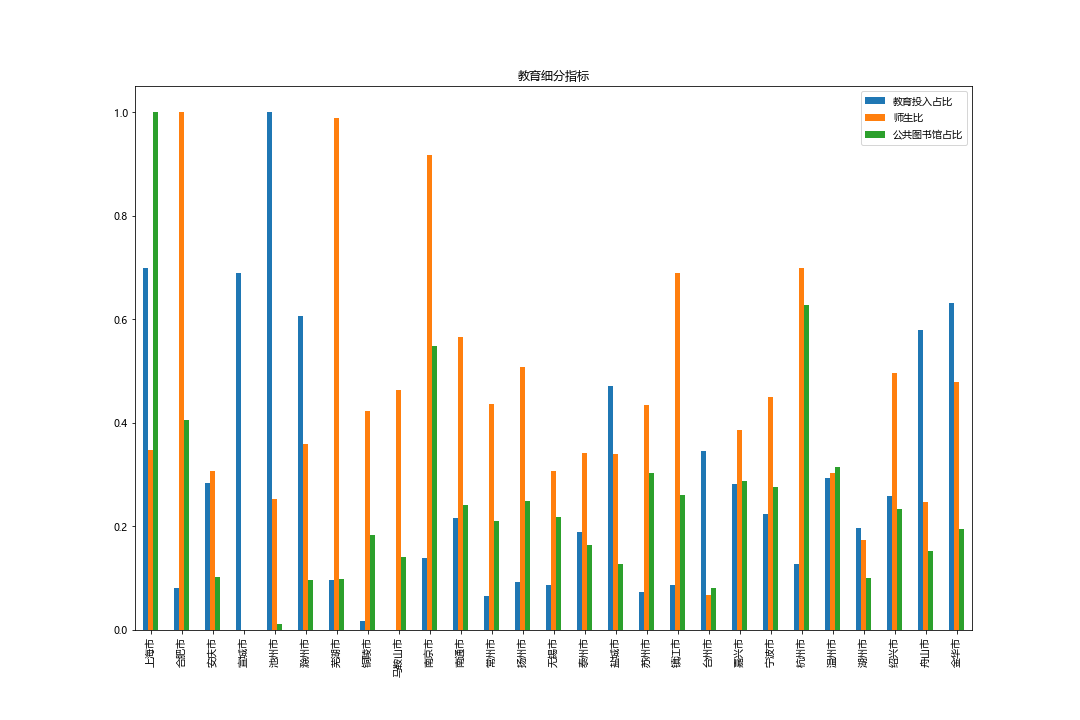 教育细分指标
教育投入占比
师生比
公共图书馆占比
1.0
0.8
0.6
0.4
0.2
0.0
上海市
合肥市
安庆市
宣城市
池州市
滁州市
芜湖市
铜陵市
马鞍山市
南京市
南通市
常州市
扬州市
无锡市
泰州市
盐城市
苏州市
镇江市
台州市
嘉兴市
宁波市
杭州市
温州市
湖州市
绍兴市
舟山市
金华市